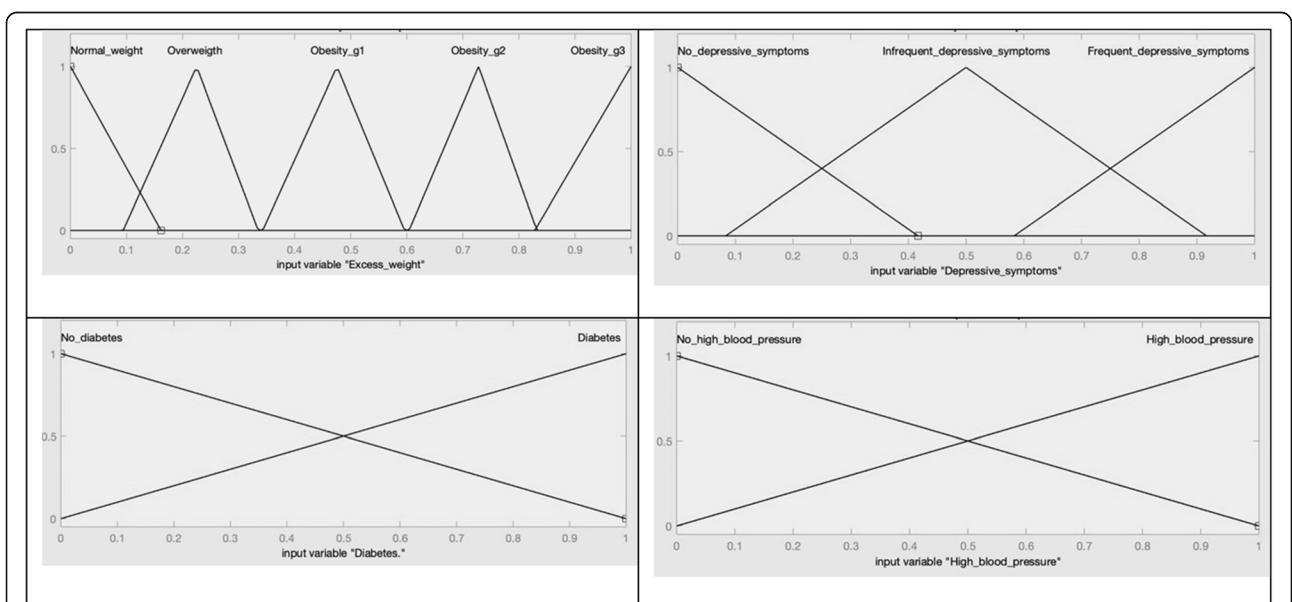 Normal_weight Overweigth Obesity_g1 Obesity_g2 Obesity_g3
1
0.5
0
0 0.1 0.2 0.3 0.4 0.5 0.6 0.7 0.8 0.9 1
input variable "Excess_weight"
No_depressive_symptoms Infrequent_depressive_symptoms Frequent_depressive_symptoms
1
0.5
0
0 0.1 0.2 0.3 0.4 0.5 0.6 0.7 0.8 0.9 1
input variable "Depressive_symptoms"
No_diabetes Diabetes
1
0.5
0
0 0.1 0.2 0.3 0.4 0.5 0.6 0.7 0.8 0.9 1
input variable "Diabetes."
No_high_blood_pressure High_blood_pressure
1
0.5
0
0 0.1 0.2 0.3 0.4 0.5 0.6 0.7 0.8 0.9 1
input variable "High_blood_pressure"